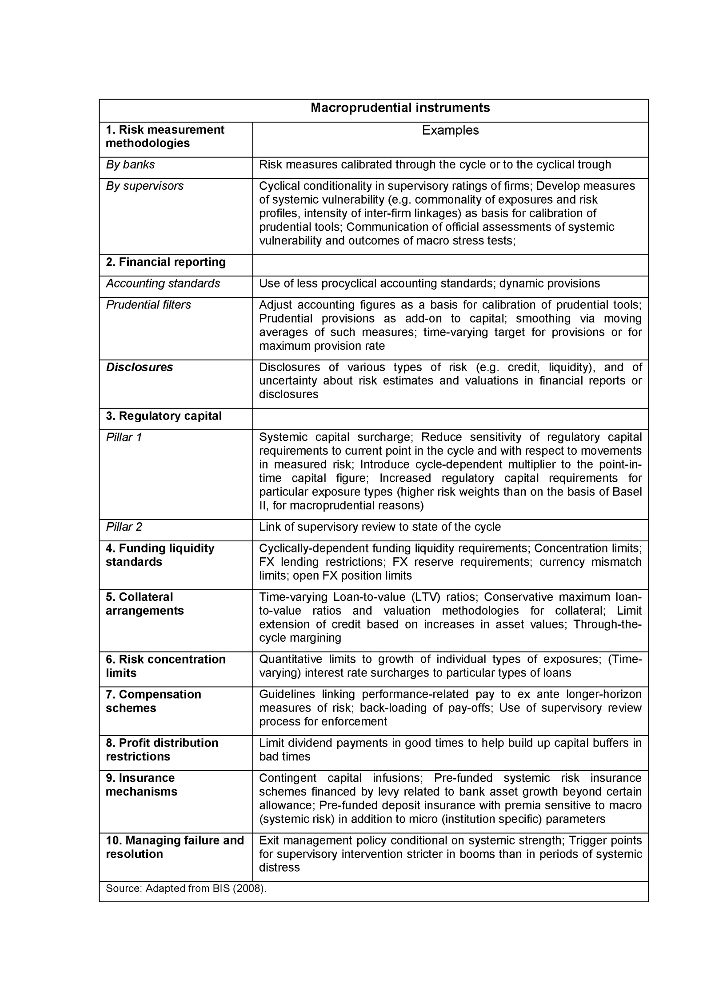 Macroprudential instruments
1. Risk measurement
methodologies
Examples
By banks
Risk measures calibrated through the cycle or to the cyclical trough
By supervisors
Cyclical conditionality in supervisory ratings of firms; Develop measures
of systemic vulnerability (e.g. commonality of exposures and risk
profiles, intensity of inter-firm linkages) as basis for calibration of
prudential tools; Communication of official assessments of systemic
vulnerability and outcomes of macro stress tests;
2. Financial reporting
Accounting standards
Use of less procyclical accounting standards; dynamic provisions
Prudential filters
Adjust accounting figures as a basis for calibration of prudential tools;
Prudential provisions as add-on to capital; smoothing via moving
averages of such measures; time-varying target for provisions or for
maximum provision rate
Disclosures
Disclosures of various types of risk (e.g. credit, liquidity), and of
uncertainty about risk estimates and valuations in financial reports or
disclosures
3. Regulatory capital
Pillar 1
Systemic capital surcharge; Reduce sensitivity of regulatory capital
requirements to current point in the cycle and with respect to movements
in measured risk; Introduce cycle-dependent multiplier to the point-in-
time capital figure; Increased regulatory capital requirements for
particular exposure types (higher risk weights than on the basis of Basel
II, for macroprudential reasons)
Pillar 2
Link of supervisory review to state of the cycle
4. Funding liquidity
standards
Cyclically-dependent funding liquidity requirements; Concentration limits;
FX lending restrictions; FX reserve requirements; currency mismatch
limits; open FX position limits
5. Collateral
arrangements
Time-varying Loan-to-value (LTV) ratios; Conservative maximum loan-
to-value ratios and valuation methodologies for collateral; Limit
extension of credit based on increases in asset values; Through-the-
cycle margining
6. Risk concentration
limits
Quantitative limits to growth of individual types of exposures; (Time-
varying) interest rate surcharges to particular types of loans
7. Compensation
schemes
Guidelines linking performance-related pay to ex ante longer-horizon
measures of risk; back-loading of pay-offs; Use of supervisory review
process for enforcement
8. Profit distribution
restrictions
Limit dividend payments in good times to help build up capital buffers in
bad times
9. Insurance
mechanisms
Contingent capital infusions; Pre-funded systemic risk insurance
schemes financed by levy related to bank asset growth beyond certain
allowance; Pre-funded deposit insurance with premia sensitive to macro
(systemic risk) in addition to micro (institution specific) parameters
10. Managing failure and
resolution
Exit management policy conditional on systemic strength; Trigger points
for supervisory intervention stricter in booms than in periods of systemic
distress
Source: Adapted from BIS (2008).